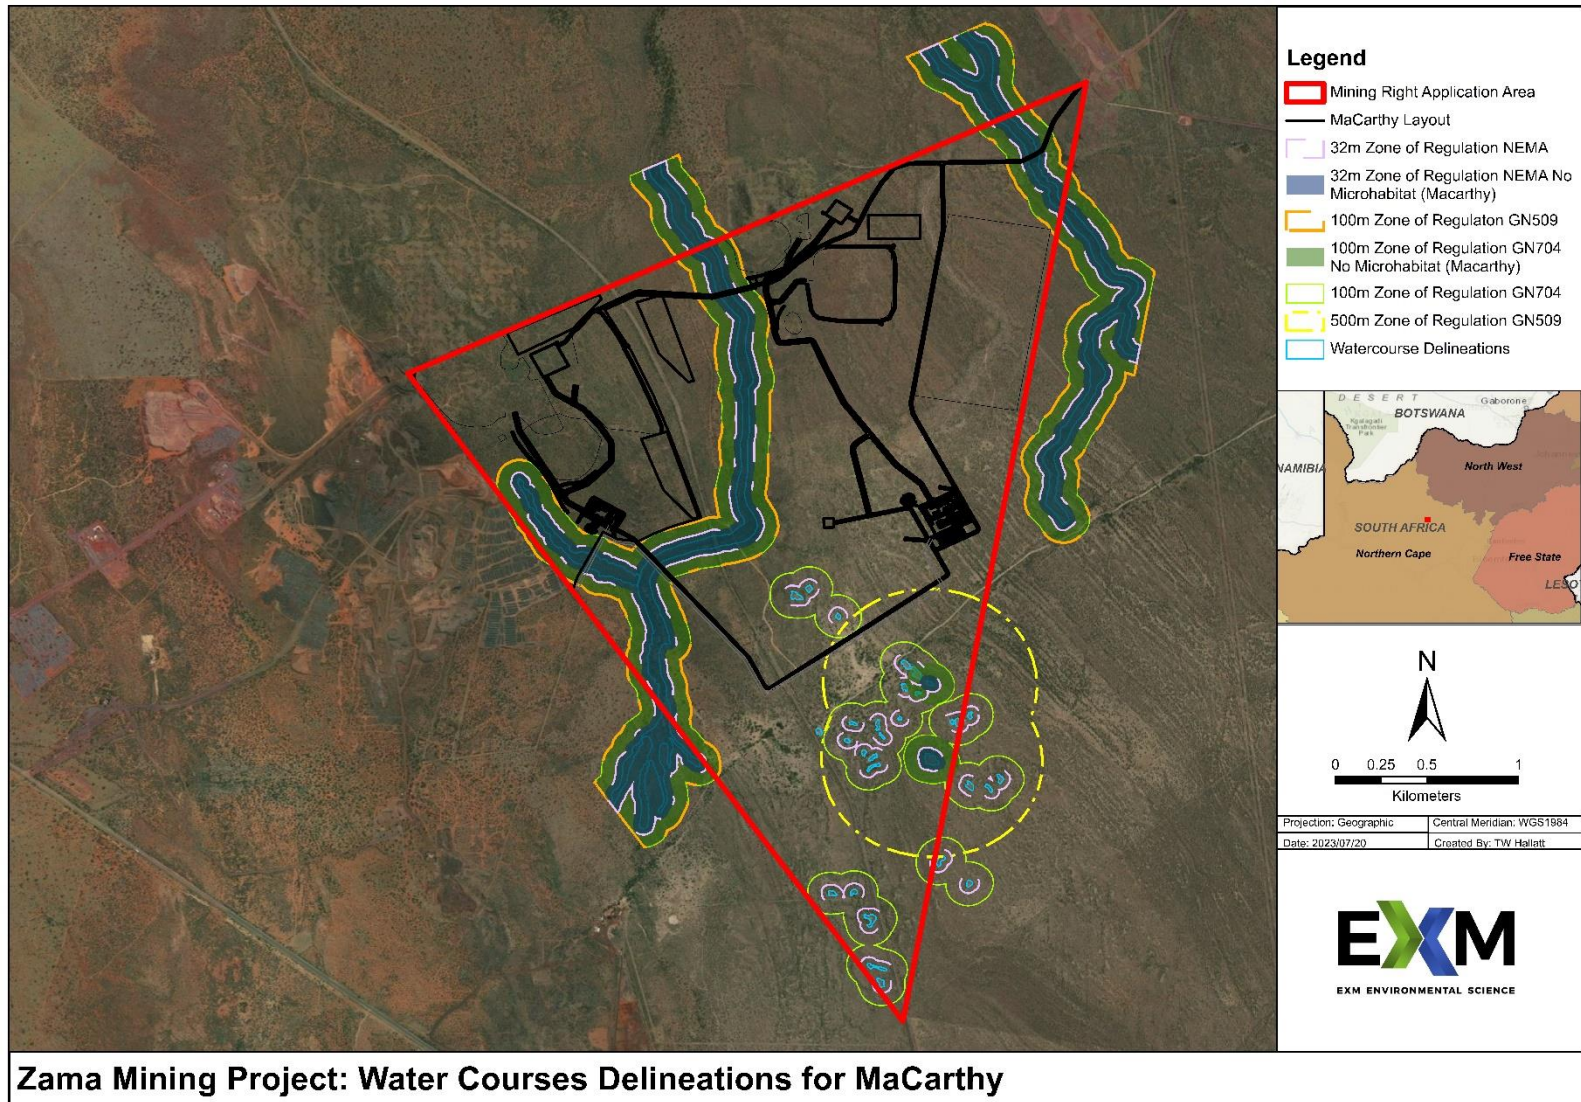 Legend
Mining Right Application Area
MaCarthy Layout
32m Zone of Regulation NEMA
32m Zone of Regulation NEMA No
Microhabitat (Macarthy)
100m Zone of Regulaton GN509
100m Zone of Regulation GN704
No Microhabitat (Macarthy)
100m Zone of Regulation GN704
500m Zone of Regulation GN509
Watercourse Delineations
DESERT
Gaborone
BOTSWANA
Kgalagadi
Transfrontier
Park
NAMIBIA
North West
SOUTH AFRICA
Northern Cape
Free State
LESOT
N
0 0.25 0.5 1
Kilometers
Projection: Geographic
Central Meridian: WGS1984
Date: 2023/07/20
Created By: TW Hallatt
EXM
EXM ENVIRONMENTAL SCIENCE
Zama Mining Project: Water Courses Delineations for MaCarthy